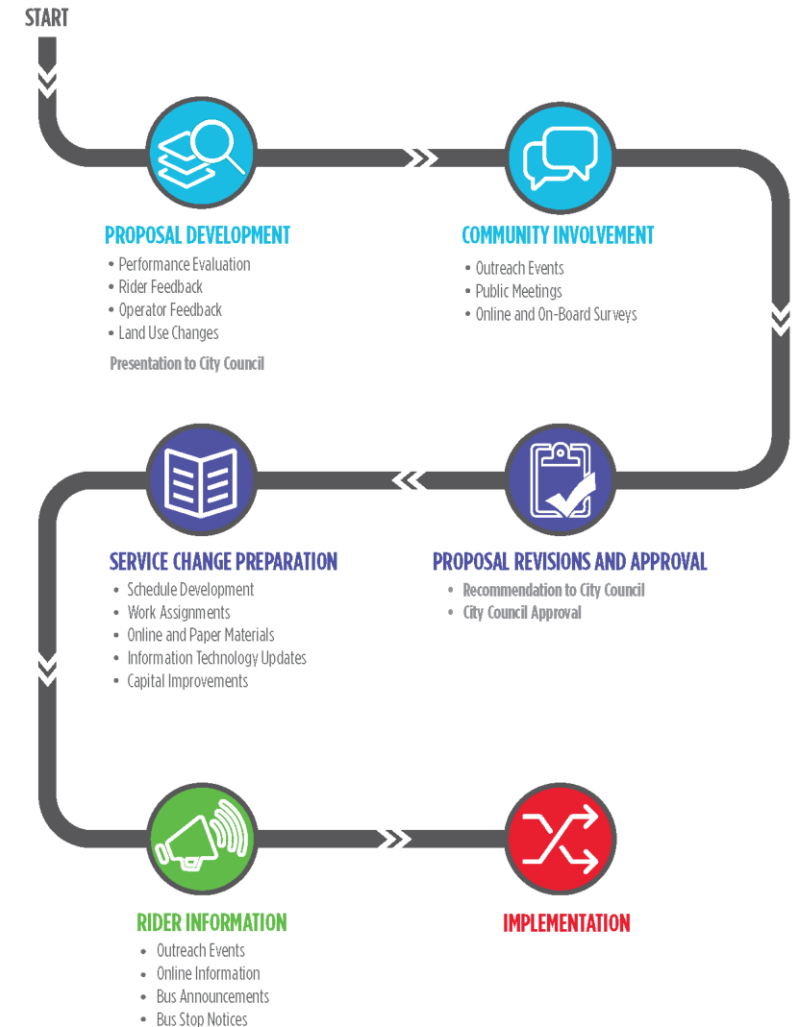 START
PROPOSAL DEVELOPMENT
• Performance Evaluation
• Rider Feedback
• Operator Feedback
• Land Use Changes
Presentation to City Council
COMMUNITY INVOLVEMENT
• Outreach Events
• Public Meetings
• Online and On-Board Surveys
PROPOSAL REVISIONS AND APPROVAL
• Recommendation to City Council
• City Council Approval
SERVICE CHANGE PREPARATION
• Schedule Development
• Work Assignments
• Online and Paper Materials
• Information Technology Updates
• Capital Improvements
RIDER INFORMATION
• Outreach Events
• Online Information
• Bus Announcements
• Bus Stop Notices
IMPLEMENTATION